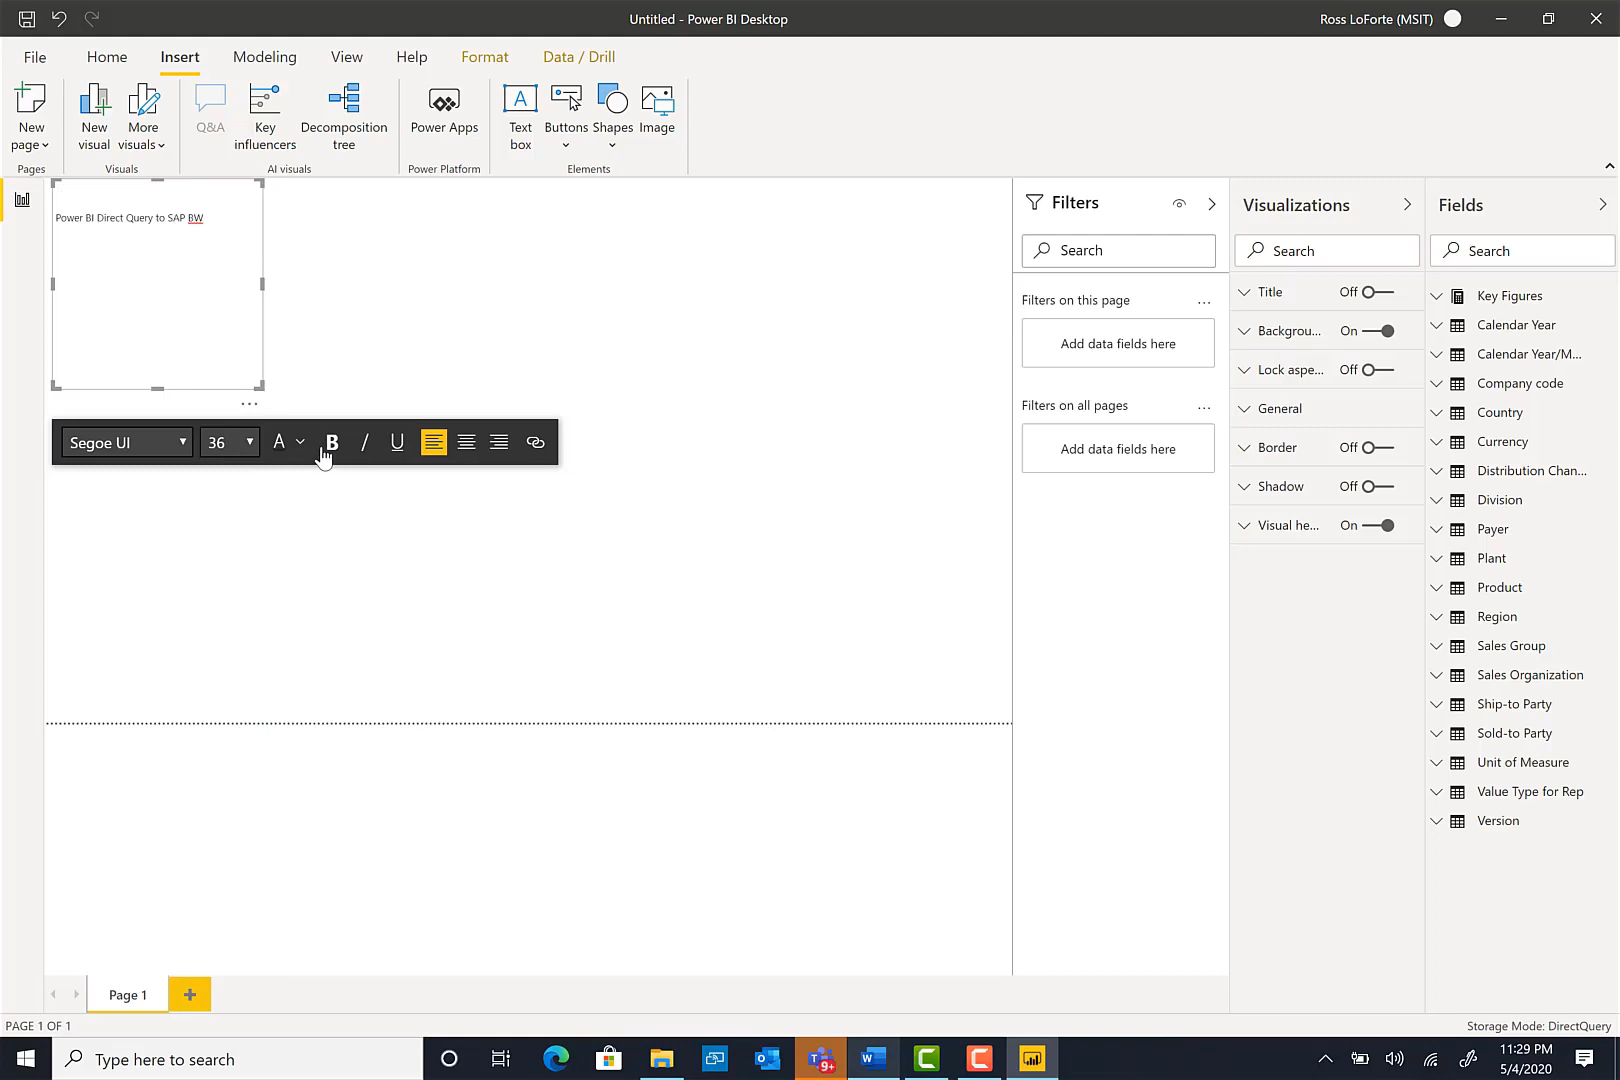 Untitled - Power BI Desktop
Ross LoForte (MSIT)
File Home Insert Modeling View Help Format Data / Drill
New page
New visual
More visuals
Q&A
Key influencers
Decomposition tree
Power Apps
Text box
Buttons
Shapes
Image
Pages
Visuals
AI visuals
Power Platform
Elements
Power BI Direct Query to SAP BW
Segoe UI
36
A
B
I
U
Filters
Search
Filters on this page
Add data fields here
Filters on all pages
Add data fields here
Visualizations
Search
Title Off
Backgrou... On
Lock aspe... Off
General
Border Off
Shadow Off
Visual he... On
Fields
Search
Key Figures
Calendar Year
Calendar Year/M...
Company code
Country
Currency
Distribution Chan...
Division
Payer
Plant
Product
Region
Sales Group
Sales Organization
Ship-to Party
Sold-to Party
Unit of Measure
Value Type for Rep
Version
Page 1
PAGE 1 OF 1
Storage Mode: DirectQuery
Type here to search
9+
11:29 PM
5/4/2020